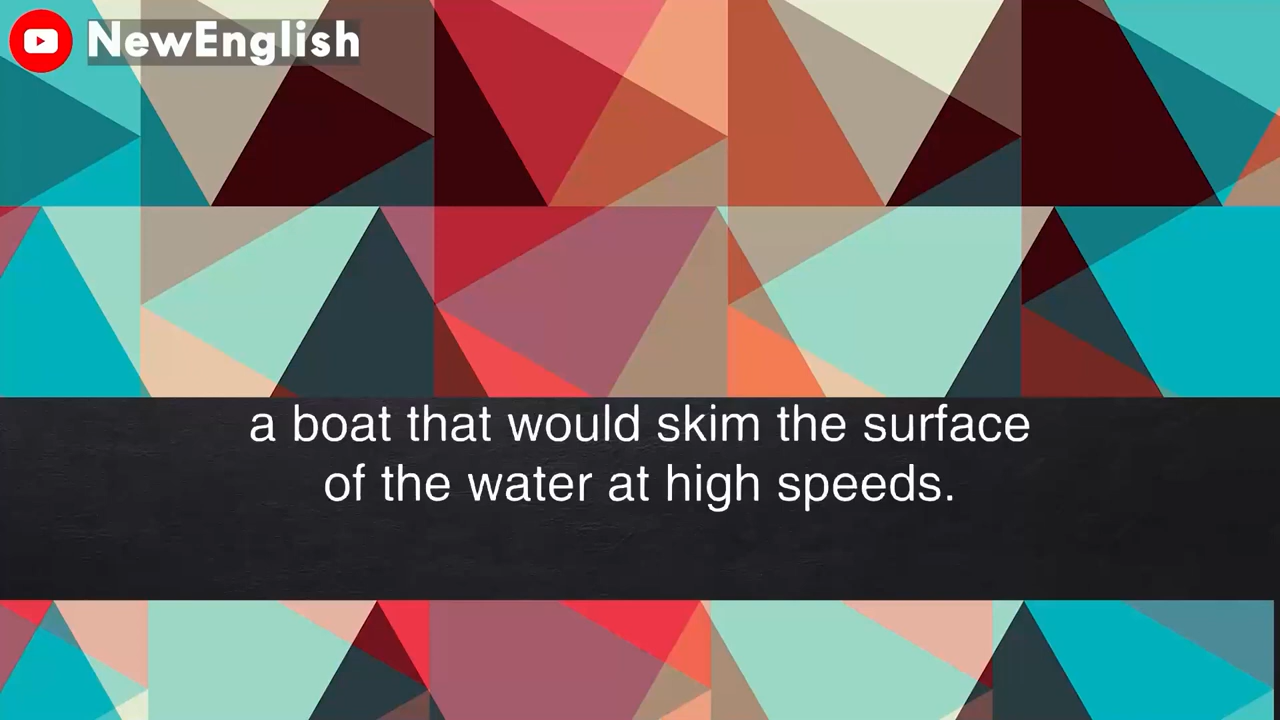 NewEnglish
a boat that would skim the surface
of the water at high speeds.